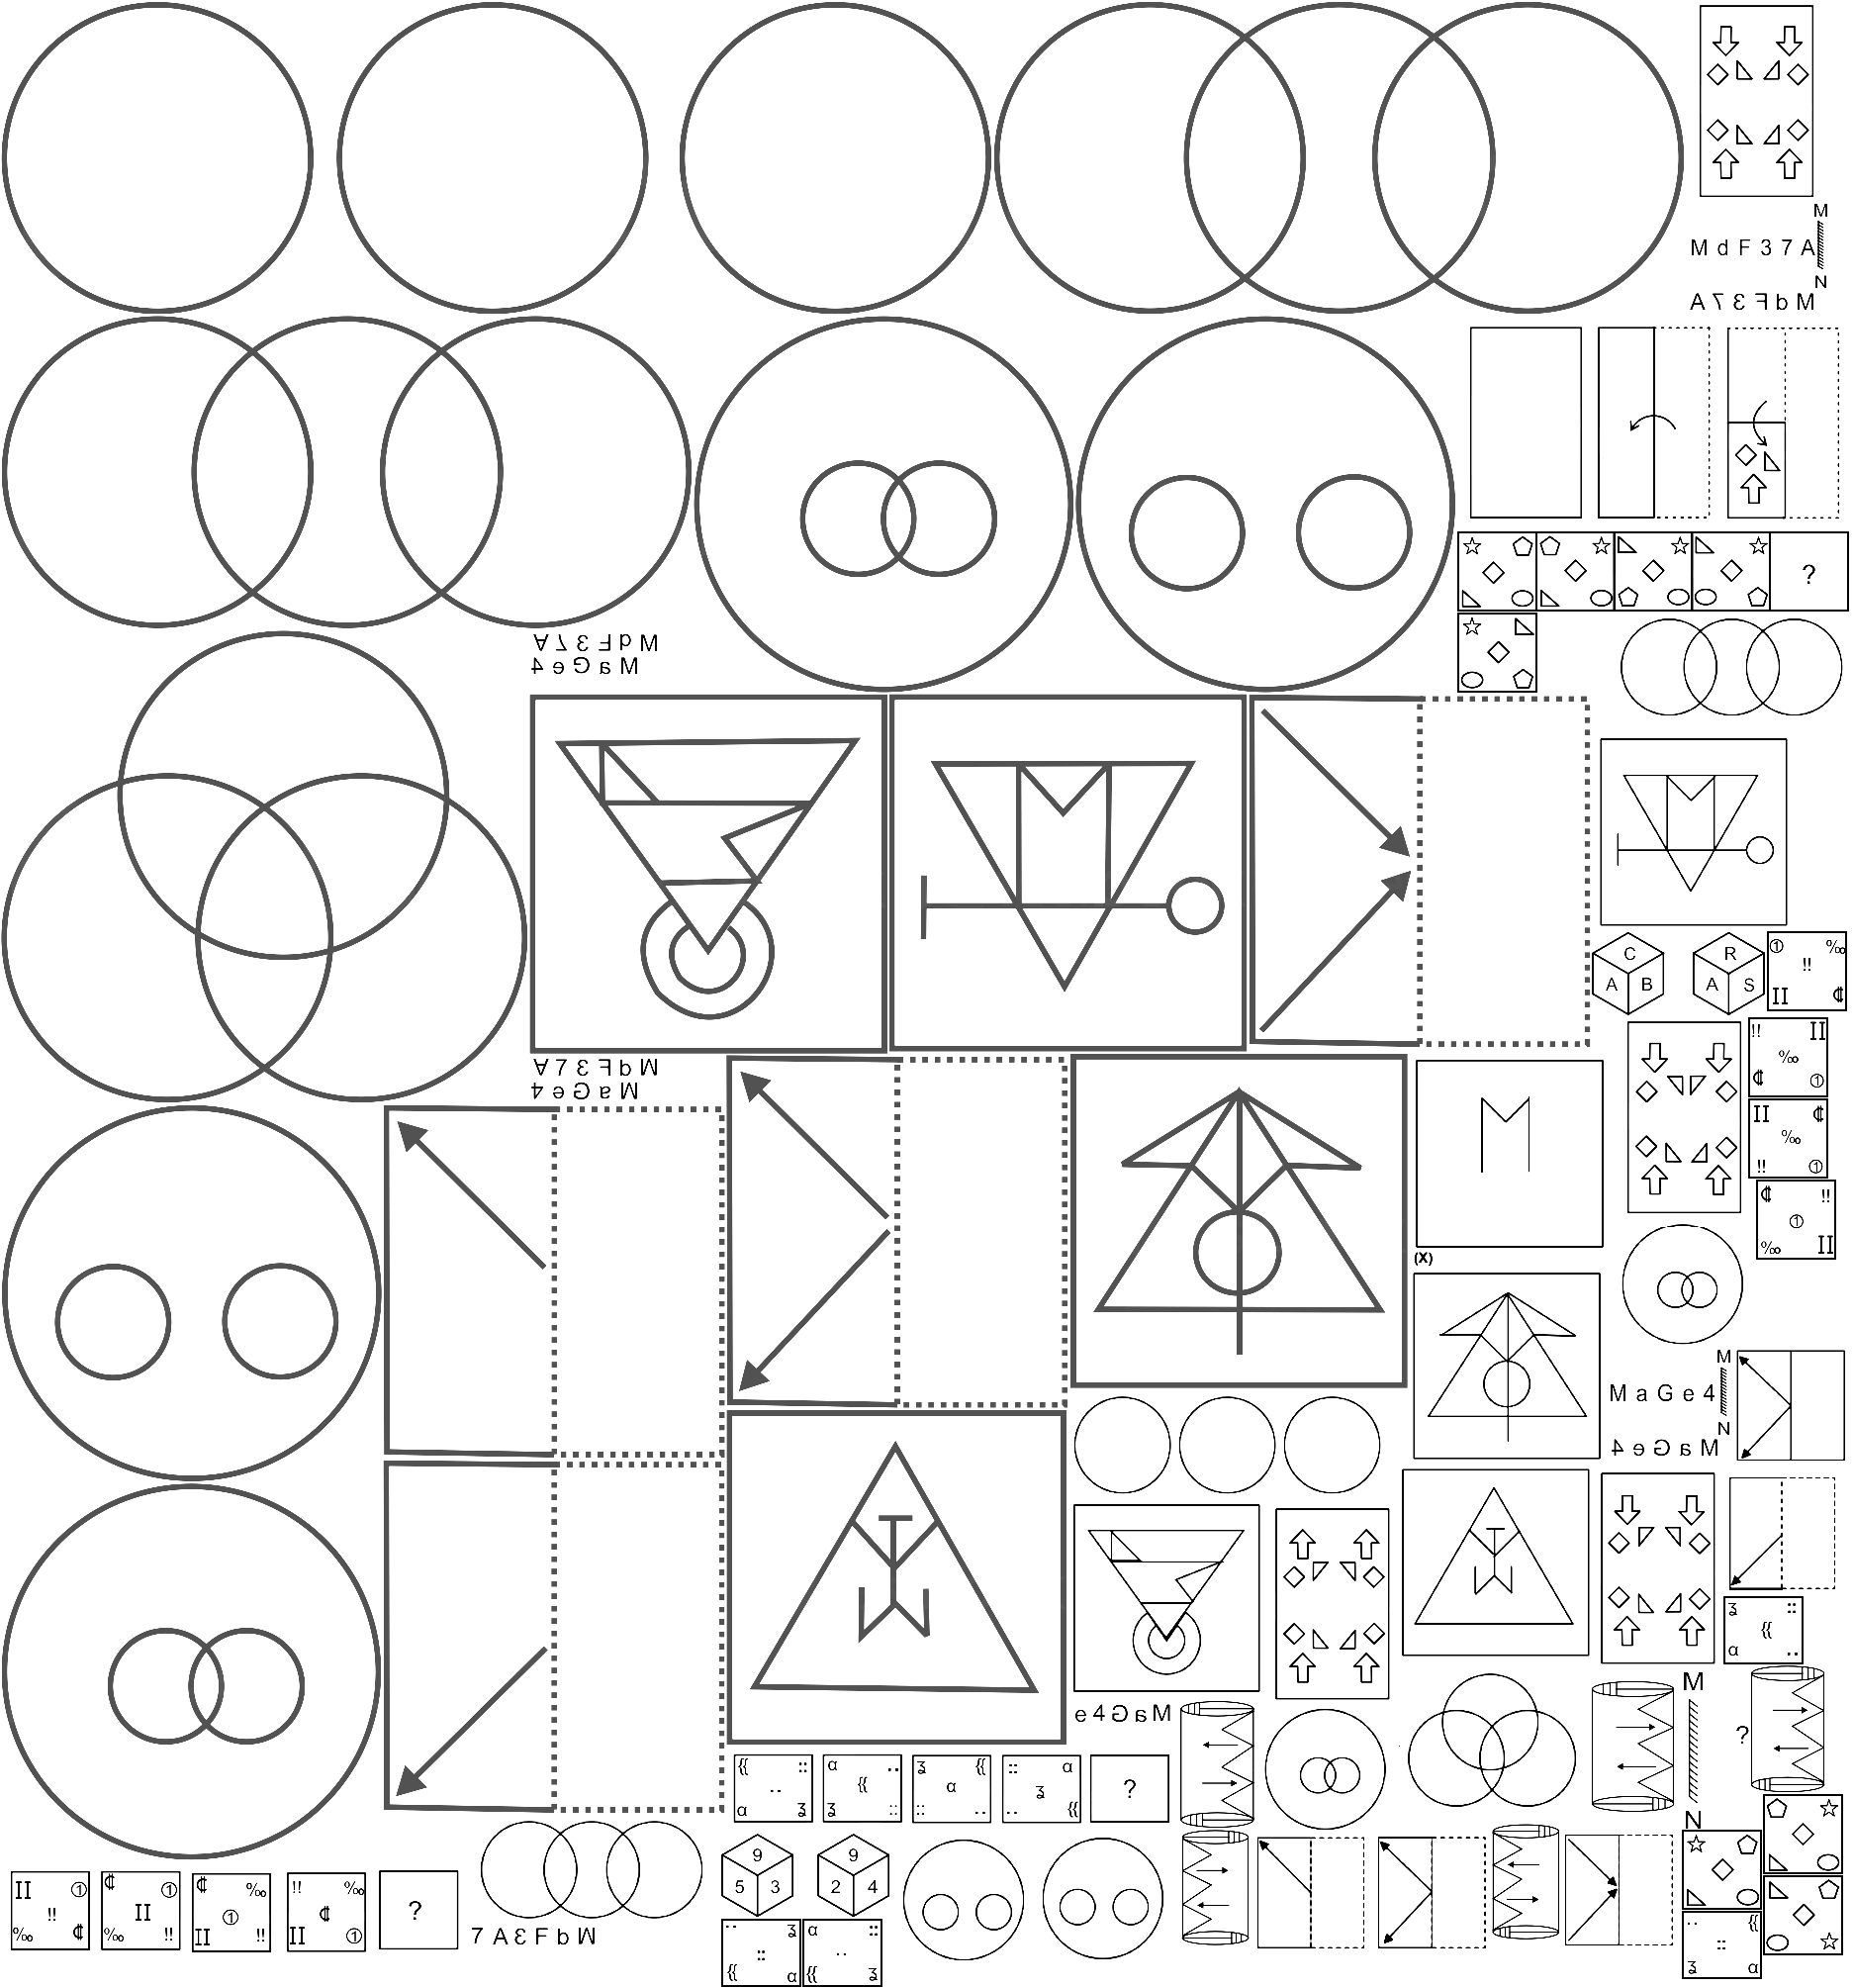 M
M d F 3 7 A
N
A 7 3 F d M
?
A 7 3 F d M
4 e G a M
C
A B
R
A S
① ‰
!!
II ₵
!! II
‰
₵ ①
II ₵
‰
!! ①
₵ !!
①
‰ II
A 7 3 F d M
4 e G a M
(X)
M
M a G e 4
N
4 e G a M
α
e 4 G a M
M
?
N
α
α
α
α
?
II ①
!!
‰ ₵
₵ ①
II
‰ !!
₵ ‰
①
II !!
!! ‰
₵
II ①
?
7 A 3 F d M
9
5 3
9
2 4
α
α
α